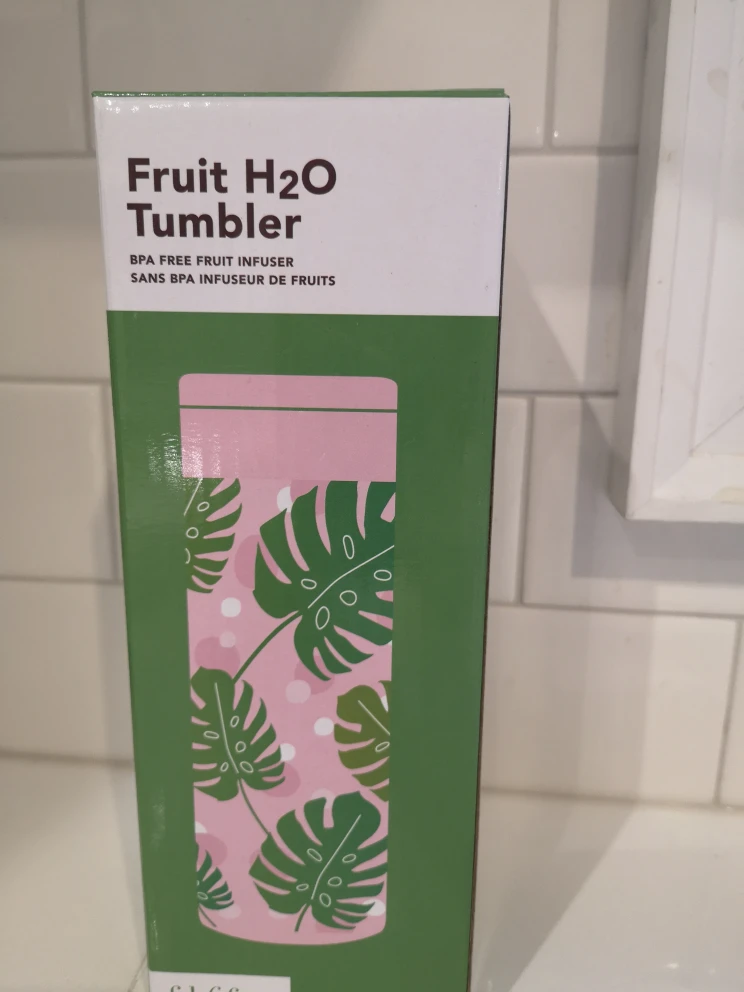 Fruit H2O
Tumbler
BPA FREE FRUIT INFUSER
SANS BPA INFUSEUR DE FRUITS